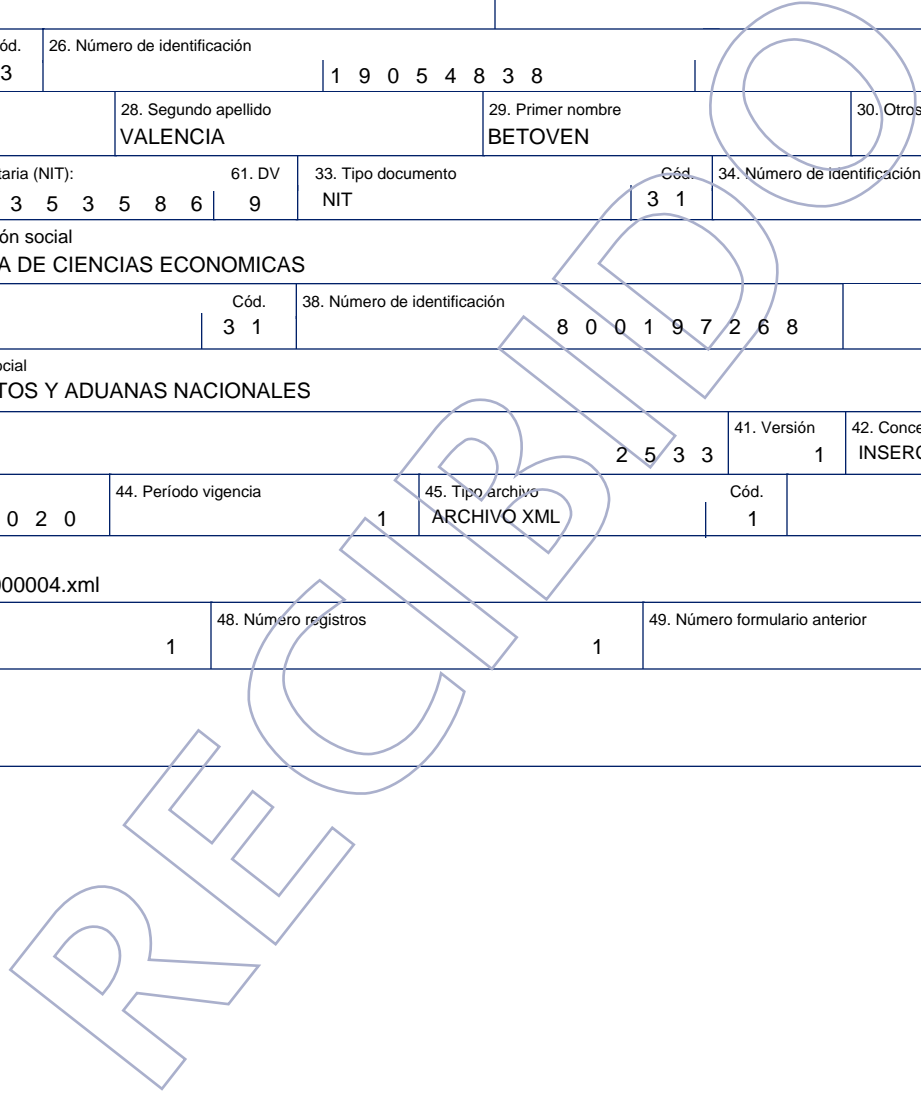 ód. 26. Número de identificación
3 1 9 0 5 4 8 3 8
28. Segundo apellido 29. Primer nombre 30. Otros
VALENCIA BETOVEN
taria (NIT): 61. DV 33. Tipo documento Cód. 34. Número de identificación
3 5 3 5 8 6 9 NIT 3 1
ón social
A DE CIENCIAS ECONOMICAS
Cód. 38. Número de identificación
3 1 8 0 0 1 9 7 2 6 8
ocial
TOS Y ADUANAS NACIONALES
41. Versión 42. Conce
2 5 3 3 1 INSERC
44. Período vigencia 45. Tipo archivo Cód.
0 2 0 1 ARCHIVO XML 1
000004.xml
48. Número registros 49. Número formulario anterior
1 1
RECIBIDO